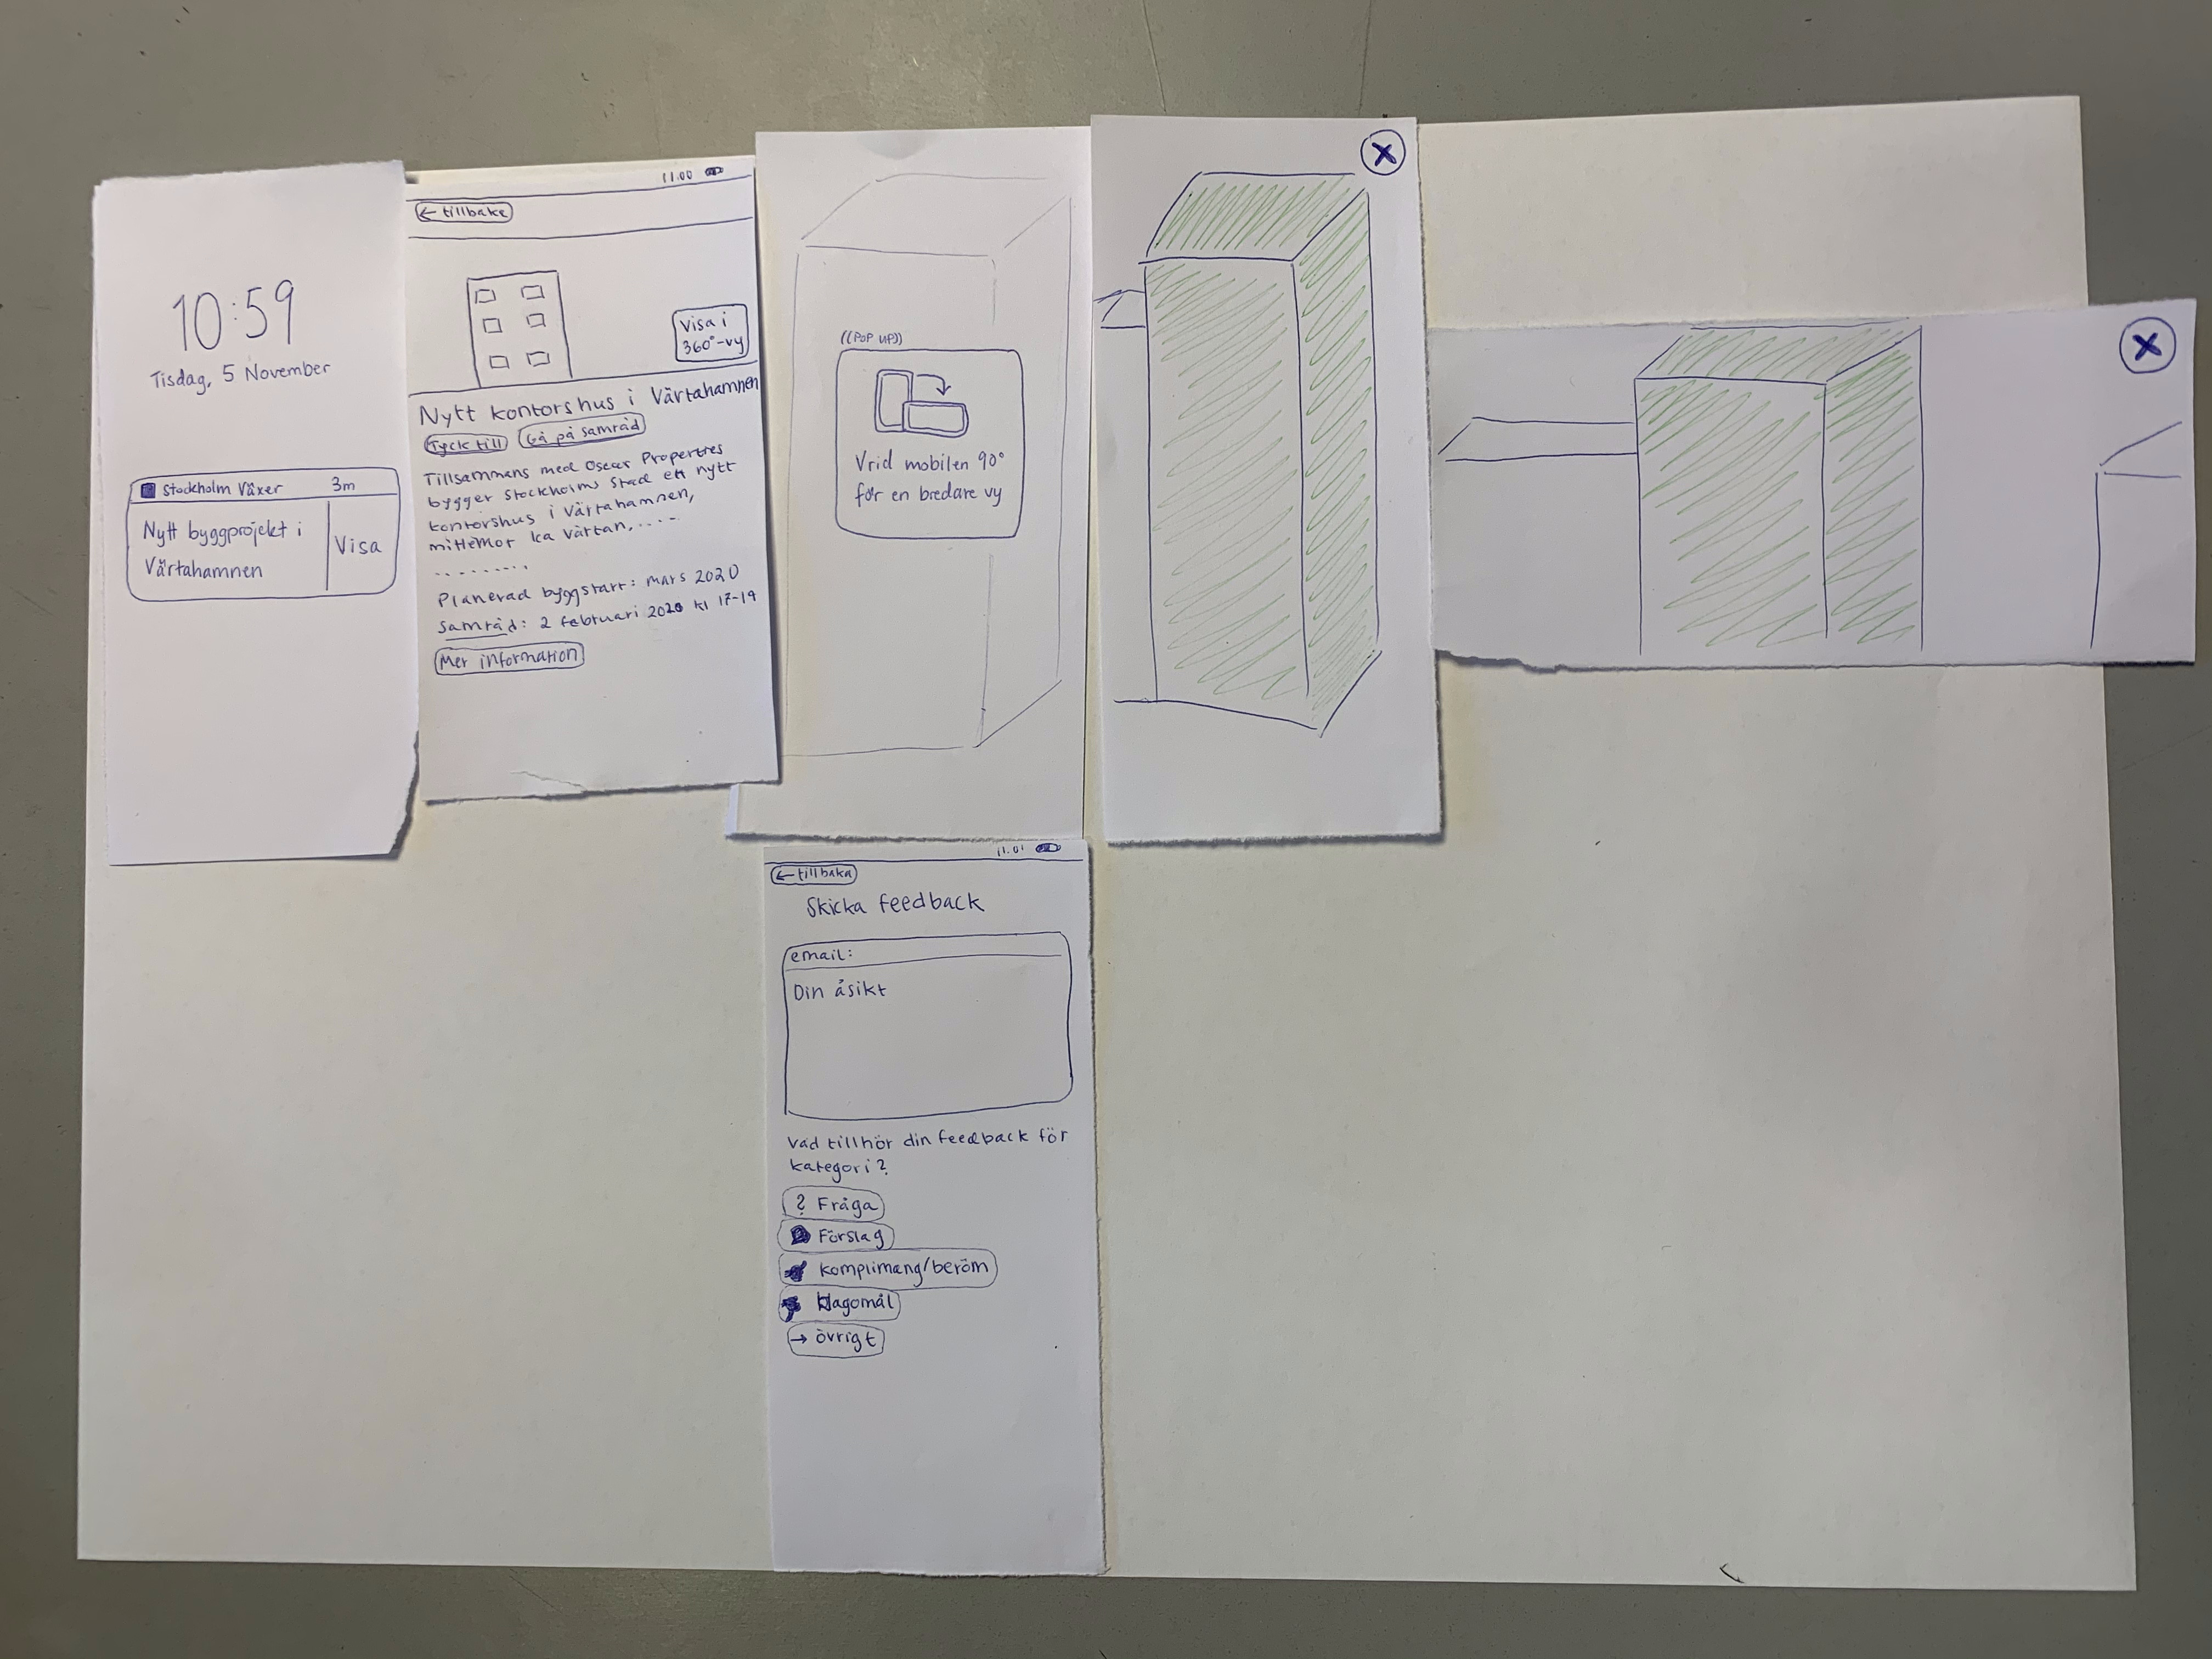 10:59
Tisdag, 5 November
Stockholm Växer 3m
Nytt byggprojekt i
Värtahamnen
Visa
11.00
← tillbaka
Visa i
360°-vy
Nytt kontorshus i Värtahamnen
Tyck till Gå på samråd
Tillsammans med Oscar Properties
bygger Stockholms stad ett nytt
kontorshus i Värtahamnen,
mittemot Ica Värtan, ....
.........
Planerad byggstart: mars 2020
Samråd: 2 februari 2020 kl 17-19
Mer information
((POP UP))
Vrid mobilen 90°
för en bredare vy
X
X
11.01
← tillbaka
Skicka feedback
email:
Din åsikt
Vad tillhör din feedback för
kategori?
? Fråga
Förslag
Komplimang/beröm
Klagomål
→ övrigt